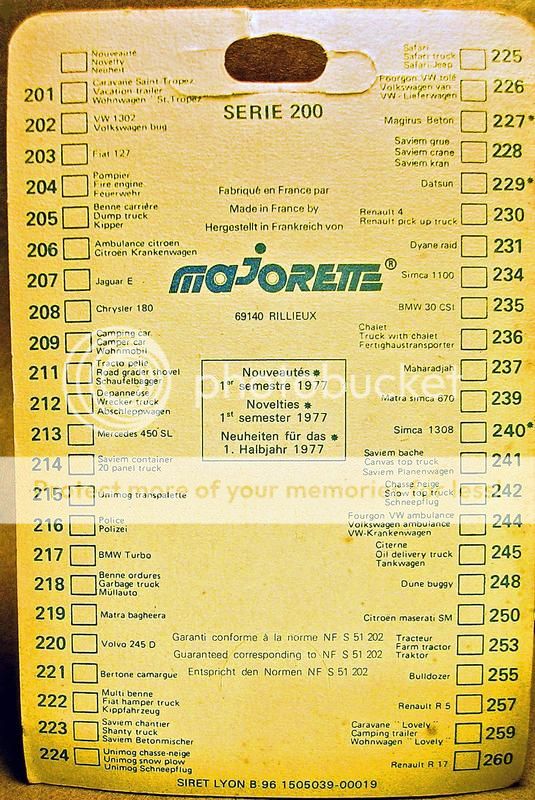 Nouveauté
Novelty
Neuheit
201 Caravane Saint-Tropez
Vacation trailer
Wohnwagen "St.Tropez
202 VW 1302
Volkswagen bug
203 Fiat 127
204 Pompier
Fire engine
Feuerwehr
205 Benne carrière
Dump truck
Kipper
206 Ambulance citroen
Citroën Krankenwagen
207 Jaguar E
208 Chrysler 180
209 Camping car
Camper car
Wohnmobil
211 Tracto pelle
Road grader shovel
Schaufelbagger
212 Depanneuse
Wrecker truck
Abschleppwagen
213 Mercedes 450 SL
214 Saviem container
20 panel truck
215 Unimog transpalette
216 Police
Polizei
217 BMW Turbo
218 Benne ordures
Garbage truck
Müllauto
219 Matra bagheera
220 Volvo 245 D
221 Bertone camargue
222 Multi benne
Fiat hamper truck
Kippfahrzeug
223 Saviem chantier
Shanty truck
Saviem Betonmischer
224 Unimog chasse-neige
Unimog snow plow
Unimog Schneepflug
SERIE 200
Fabriqué en France par
Made in France by
Hergestellt in Frankreich von
MAJORETTE®
69140 RILLIEUX
Nouveautés *
1er semestre 1977
Novelties *
1st semester 1977
Neuheiten für das *
1. Halbjahr 1977
photobucket
Protect more of your memories for less!
Garanti conforme à la norme NF S 51 202
Guaranteed corresponding to NF S 51 202
Entspricht den Normen NF S 51 202
Safari
Safari truck
Safari-Jeep 225
Fourgon VW tolé
Volkswagen van
VW-Lieferwagen 226
Magirus Beton 227*
Saviem grue
Saviem crane
Saviem kran 228
Datsun 229*
Renault 4
Renault pick up truck 230
Dyane raid 231
Simca 1100 234
BMW 30 CSI 235
Chalet
Truck with chalet
Fertighaustransporter 236
Maharadjah 237
Matra simca 670 239
Simca 1308 240*
Saviem bache
Canvas top truck
Saviem Planenwagen 241
Chasse neige
Snow top truck
Schneepflug 242
Fourgon VW ambulance
Volkswagen ambulance
VW-Krankenwagen 244
Citerne
Oil delivery truck
Tankwagen 245
Dune buggy 248
Citroën maserati SM 250
Tracteur
Farm tractor
Traktor 253
Bulldozer 255
Renault R 5 257
Caravane "Lovely"
Camping trailer
Wohnwagen "Lovely" 259
Renault R 17 260
SIRET LYON B 96 1505039-00019